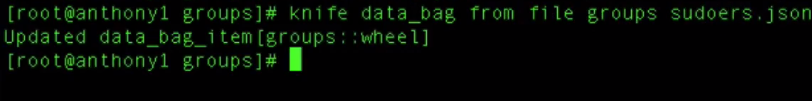 [root@anthony1 groups]# knife data_bag from file groups sudoers.json
Updated data_bag_item[groups::wheel]
[root@anthony1 groups]#